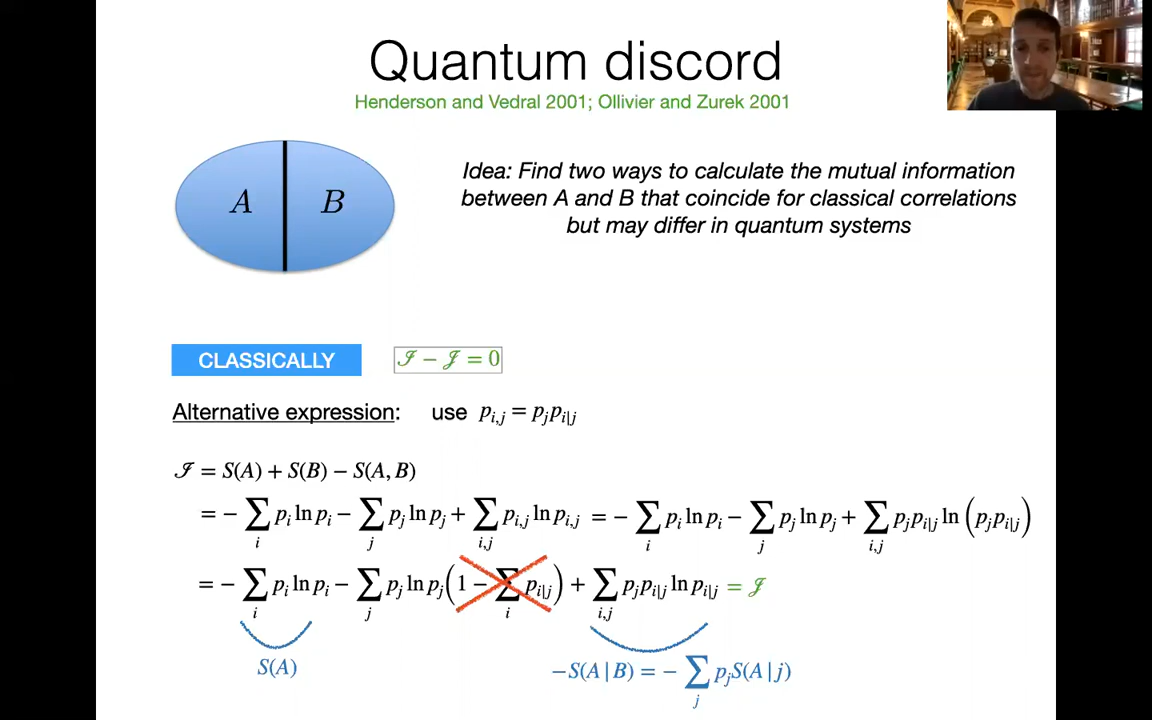 Quantum discord
Henderson and Vedral 2001; Ollivier and Zurek 2001
A B
Idea: Find two ways to calculate the mutual information
between A and B that coincide for classical correlations
but may differ in quantum systems
CLASSICALLY ℐ − 𝒥 = 0
Alternative expression: use p_{i,j} = p_j p_{i|j}
ℐ = S(A) + S(B) − S(A, B)
= − ∑_i p_i ln p_i − ∑_j p_j ln p_j + ∑_{i,j} p_{i,j} ln p_{i,j} = − ∑_i p_i ln p_i − ∑_j p_j ln p_j + ∑_{i,j} p_j p_{i|j} ln (p_j p_{i|j})
= − ∑_i p_i ln p_i − ∑_j p_j ln p_j (1 − ∑_i p_{i|j}) + ∑_{i,j} p_j p_{i|j} ln p_{i|j} = 𝒥
S(A) −S(A|B) = − ∑_j p_j S(A|j)